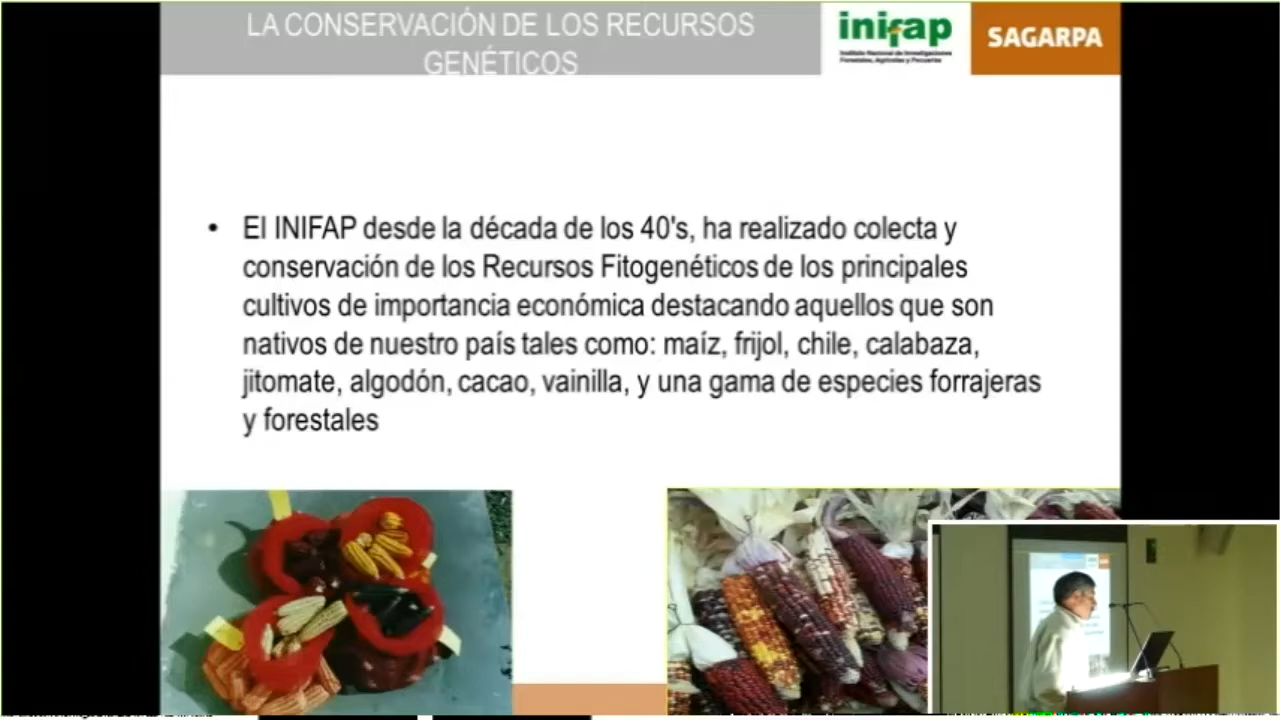 LA CONSERVACIÓN DE LOS RECURSOS
GENÉTICOS
inifap
Instituto Nacional de Investigaciones
Forestales, Agrícolas y Pecuarias
SAGARPA
• El INIFAP desde la década de los 40's, ha realizado colecta y
conservación de los Recursos Fitogenéticos de los principales
cultivos de importancia económica destacando aquellos que son
nativos de nuestro país tales como: maíz, frijol, chile, calabaza,
jitomate, algodón, cacao, vainilla, y una gama de especies forrajeras
y forestales